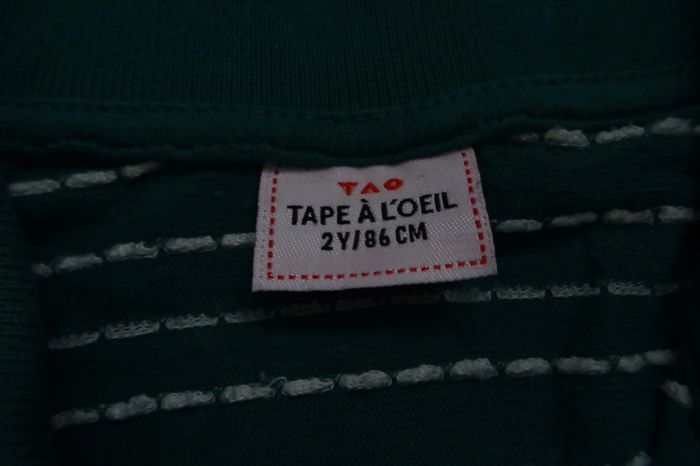 TAO
TAPE À L'OEIL
2Y/86 CM